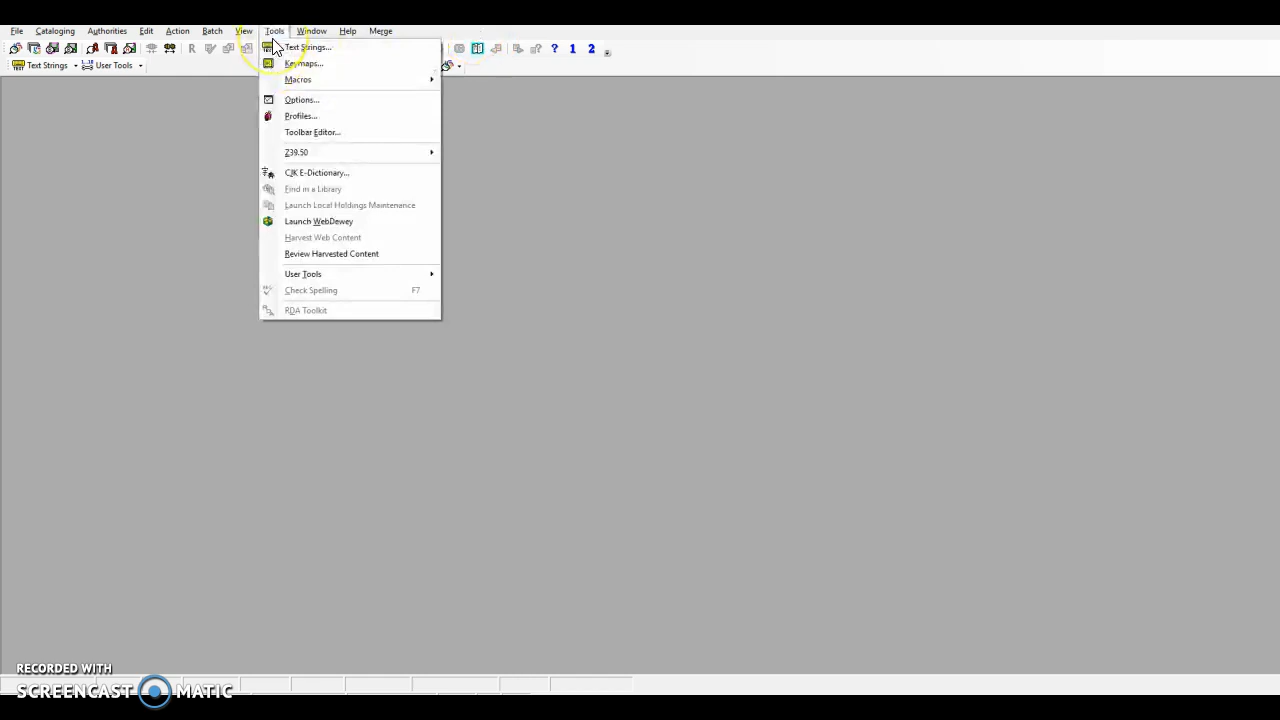 File Cataloging Authorities Edit Action Batch View Tools Window Help Merge
R ? 1 2
Text Strings User Tools
Text Strings...
Keymaps...
Macros
Options...
Profiles...
Toolbar Editor...
Z39.50
CJK E-Dictionary...
Find in a Library
Launch Local Holdings Maintenance
Launch WebDewey
Harvest Web Content
Review Harvested Content
User Tools
Check Spelling F7
RDA Toolkit
RECORDED WITH
SCREENCAST MATIC